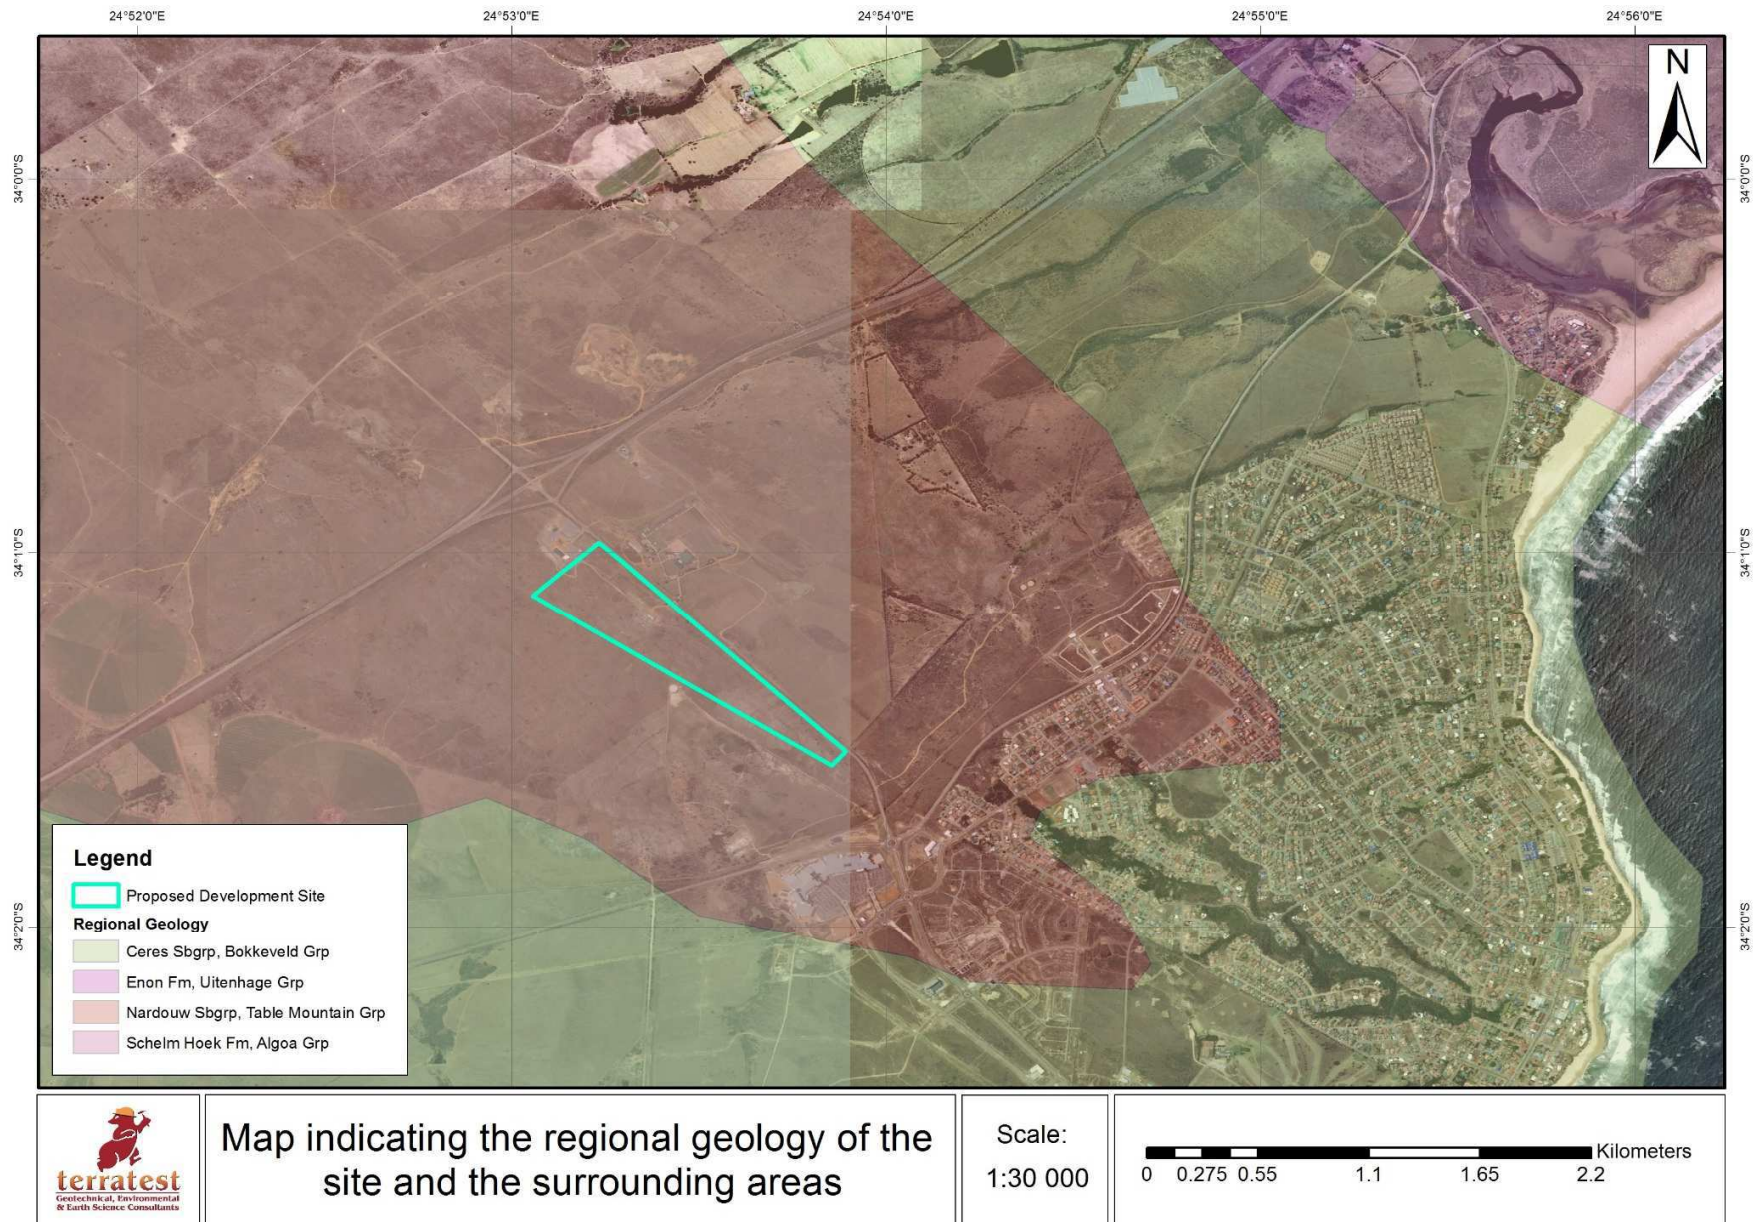 24°52'0"E
24°53'0"E
24°54'0"E
24°55'0"E
24°56'0"E
N
34°0'0"S
34°0'0"S
34°1'0"S
34°1'0"S
34°2'0"S
34°2'0"S
Legend
Proposed Development Site
Regional Geology
Ceres Sbgrp, Bokkeveld Grp
Enon Fm, Uitenhage Grp
Nardouw Sbgrp, Table Mountain Grp
Schelm Hoek Fm, Algoa Grp
terratest
Geotechnical, Environmental
& Earth Science Consultants
Map indicating the regional geology of the
site and the surrounding areas
Scale:
1:30 000
Kilometers
0 0.275 0.55 1.1 1.65 2.2